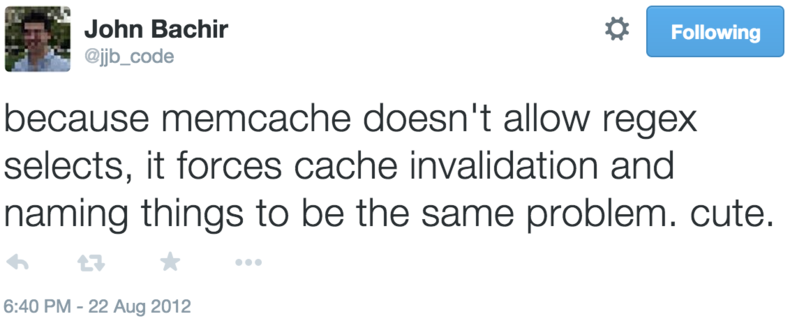 John Bachir
@jjb_code
Following
because memcache doesn't allow regex
selects, it forces cache invalidation and
naming things to be the same problem. cute.
6:40 PM - 22 Aug 2012